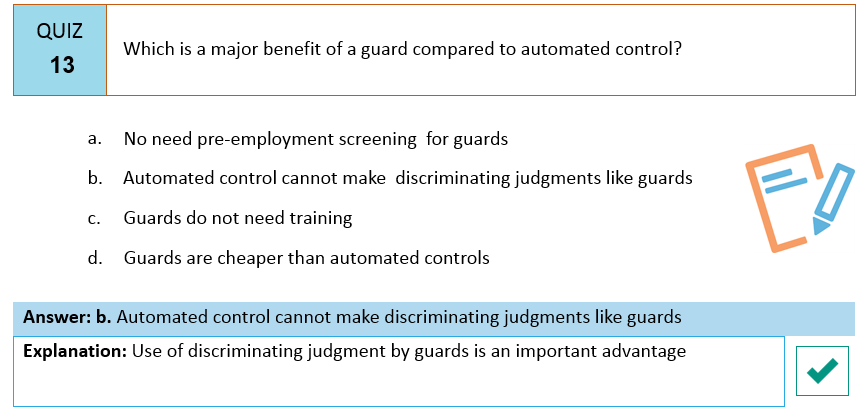 QUIZ
13
Which is a major benefit of a guard compared to automated control?
a. No need pre-employment screening for guards
b. Automated control cannot make discriminating judgments like guards
c. Guards do not need training
d. Guards are cheaper than automated controls
Answer: b. Automated control cannot make discriminating judgments like guards
Explanation: Use of discriminating judgment by guards is an important advantage